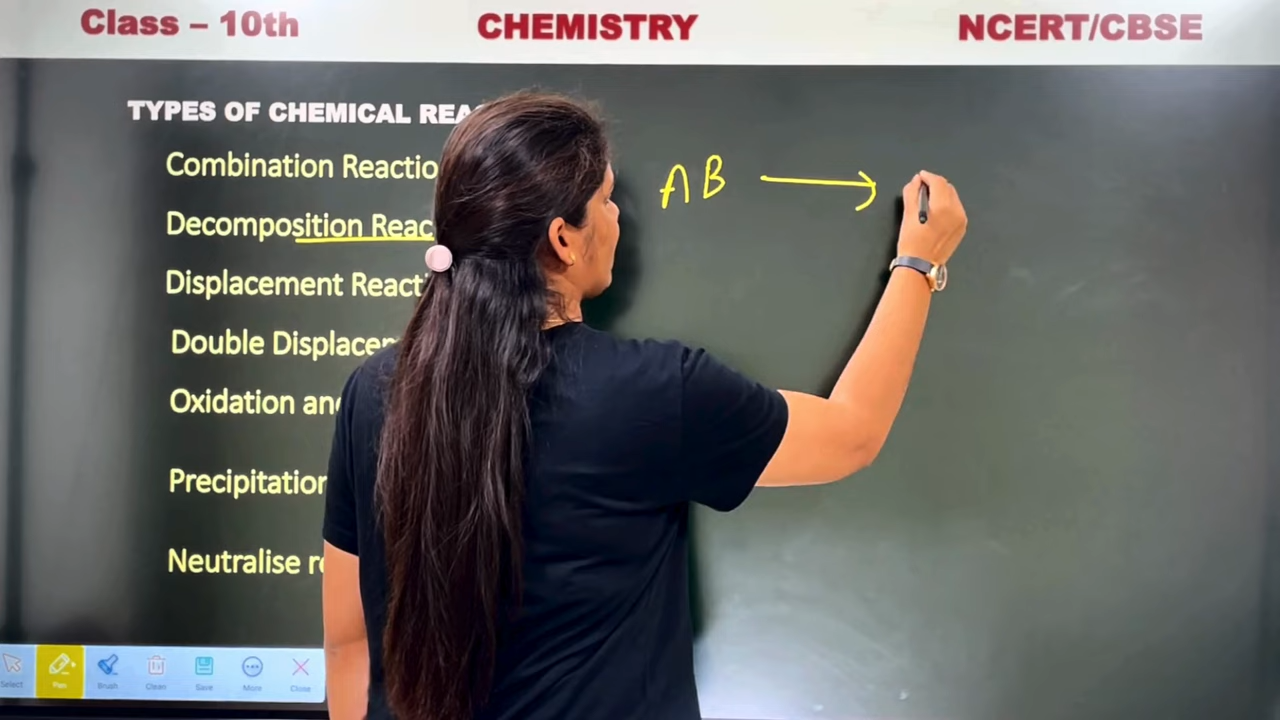 Class – 10th CHEMISTRY NCERT/CBSE
TYPES OF CHEMICAL REA
Combination Reactio
AB →
Decomposition Reac
Displacement Reacti
Double Displacem
Oxidation and
Precipitation
Neutralise re
Select Pen Brush Clean Save More Close